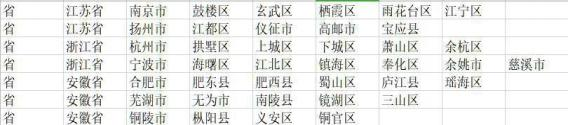 省 江苏省 南京市 鼓楼区 玄武区 栖霞区 雨花台区 江宁区
省 江苏省 扬州市 江都区 仪征市 高邮市 宝应县
省 浙江省 杭州市 拱墅区 上城区 下城区 萧山区 余杭区
省 浙江省 宁波市 海曙区 江北区 镇海区 奉化区 余姚市 慈溪市
省 安徽省 合肥市 肥东县 肥西县 蜀山区 庐江县 瑶海区
省 安徽省 芜湖市 无为市 南陵县 镜湖区 三山区
省 安徽省 铜陵市 枞阳县 义安区 铜官区